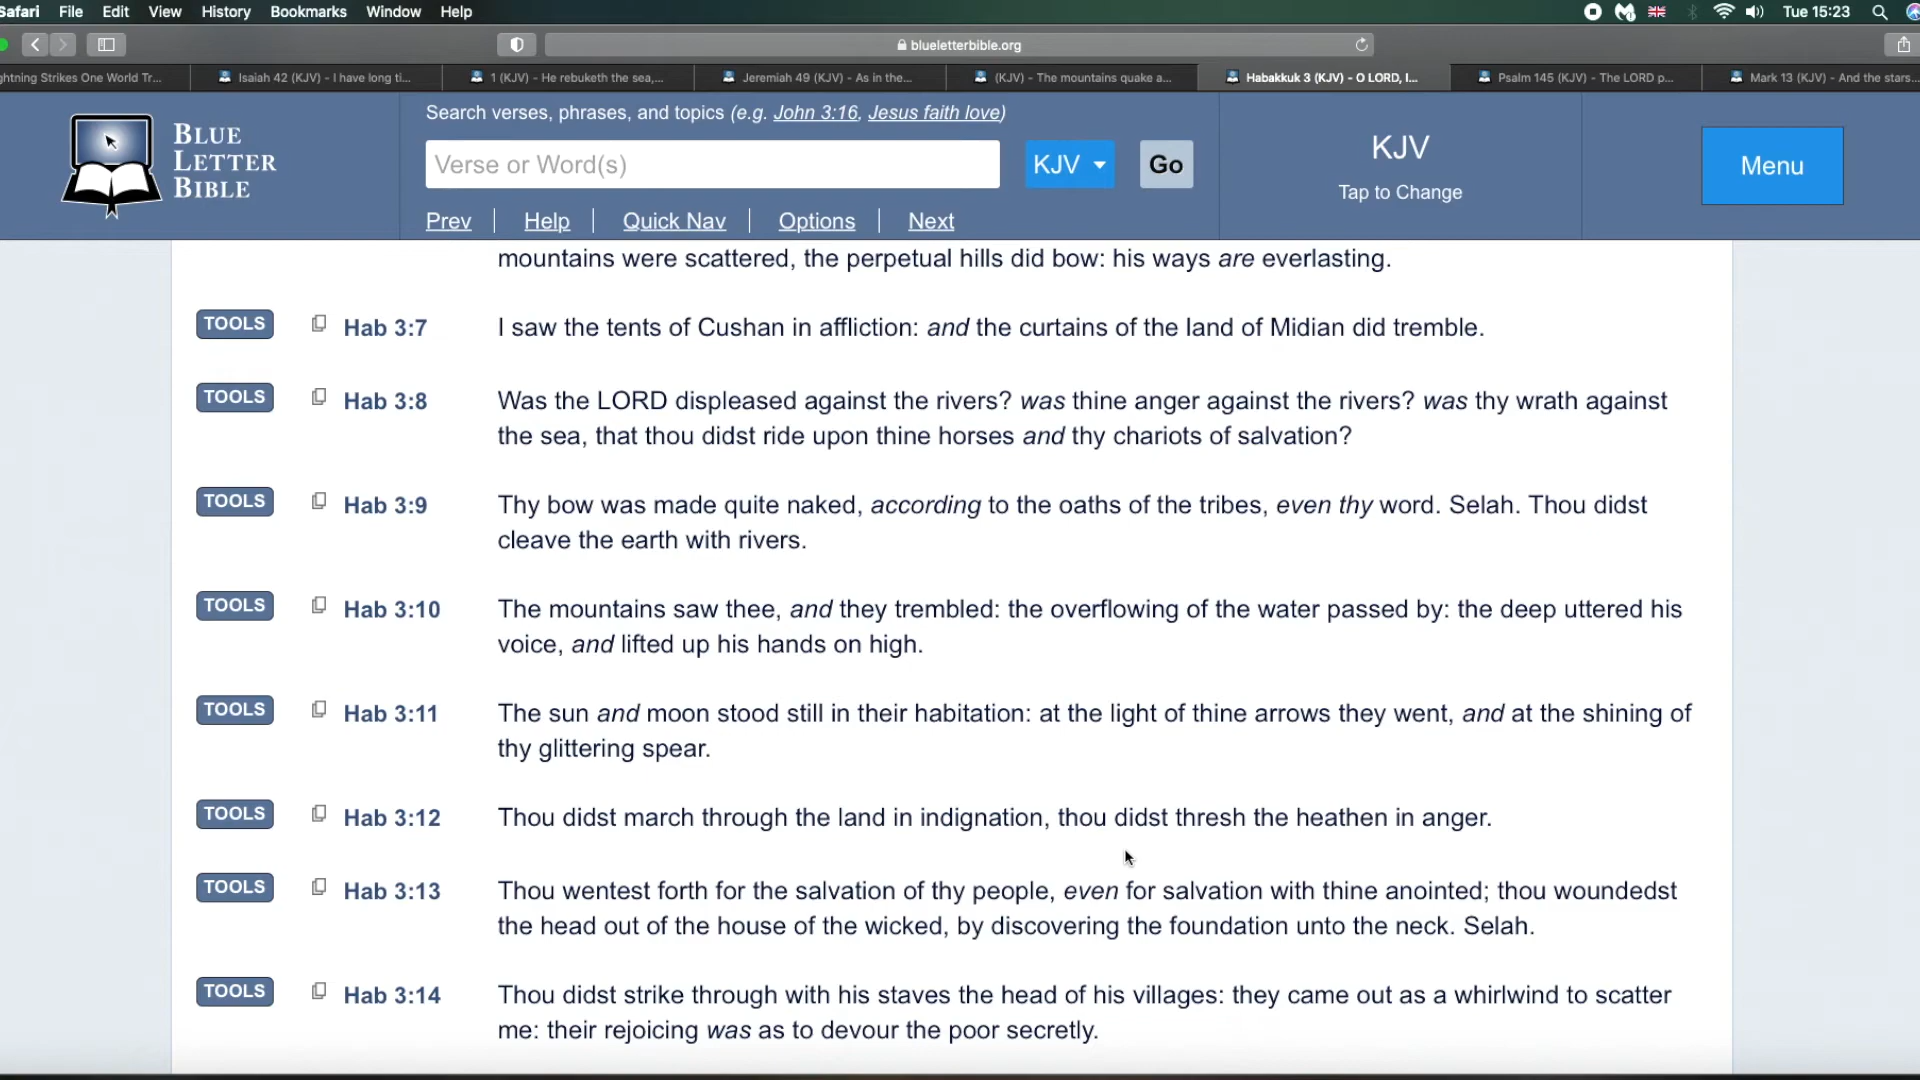 Safari File Edit View History Bookmarks Window Help Tue 15:23
blueletterbible.org
ghtning Strikes One World Tr... Isaiah 42 (KJV) - I have long ti... 1 (KJV) - He rebuketh the sea,... Jeremiah 49 (KJV) - As in the... (KJV) - The mountains quake a... Habakkuk 3 (KJV) - O LORD, I... Psalm 145 (KJV) - The LORD p... Mark 13 (KJV) - And the stars...
BLUE
LETTER
BIBLE
Search verses, phrases, and topics (e.g. John 3:16, Jesus faith love)
Verse or Word(s) KJV Go
Prev Help Quick Nav Options Next
KJV
Tap to Change
Menu
mountains were scattered, the perpetual hills did bow: his ways are everlasting.
TOOLS Hab 3:7 I saw the tents of Cushan in affliction: and the curtains of the land of Midian did tremble.
TOOLS Hab 3:8 Was the LORD displeased against the rivers? was thine anger against the rivers? was thy wrath against
the sea, that thou didst ride upon thine horses and thy chariots of salvation?
TOOLS Hab 3:9 Thy bow was made quite naked, according to the oaths of the tribes, even thy word. Selah. Thou didst
cleave the earth with rivers.
TOOLS Hab 3:10 The mountains saw thee, and they trembled: the overflowing of the water passed by: the deep uttered his
voice, and lifted up his hands on high.
TOOLS Hab 3:11 The sun and moon stood still in their habitation: at the light of thine arrows they went, and at the shining of
thy glittering spear.
TOOLS Hab 3:12 Thou didst march through the land in indignation, thou didst thresh the heathen in anger.
TOOLS Hab 3:13 Thou wentest forth for the salvation of thy people, even for salvation with thine anointed; thou woundedst
the head out of the house of the wicked, by discovering the foundation unto the neck. Selah.
TOOLS Hab 3:14 Thou didst strike through with his staves the head of his villages: they came out as a whirlwind to scatter
me: their rejoicing was as to devour the poor secretly.